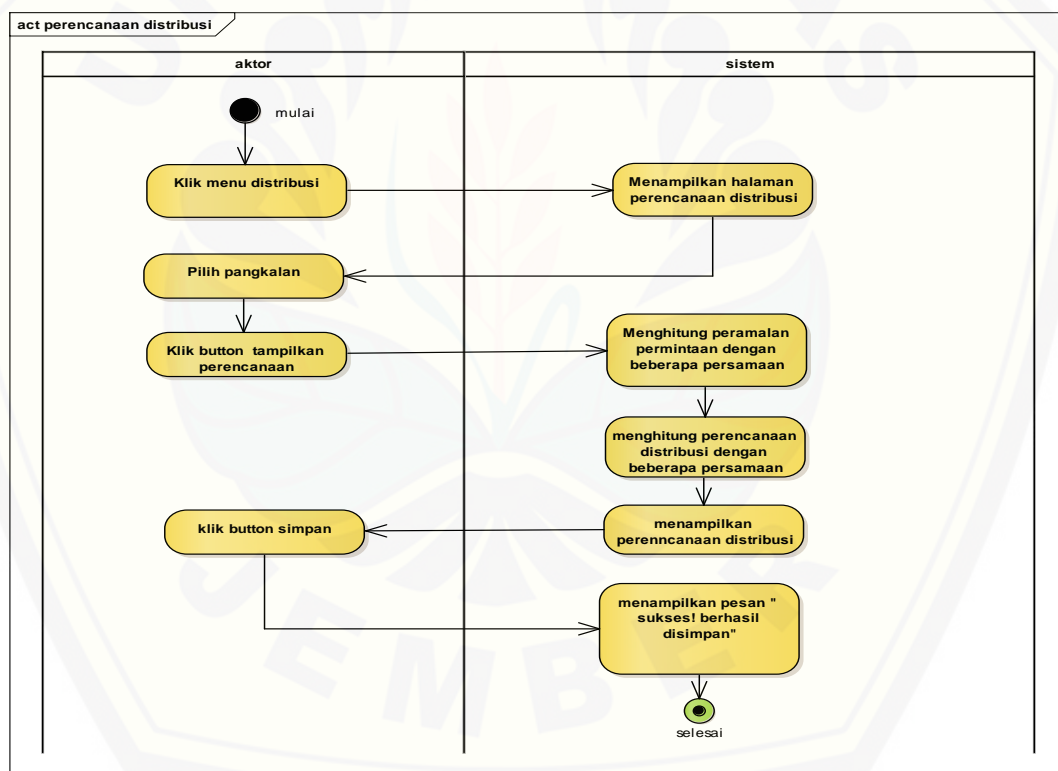 act perencanaan distribusi
aktor
sistem
mulai
Klik menu distribusi
Menampilkan halaman
perencanaan distribusi
Pilih pangkalan
Klik button tampilkan
perencanaan
Menghitung peramalan
permintaan dengan
beberapa persamaan
menghitung perencanaan
distribusi dengan
beberapa persamaan
klik button simpan
menampilkan
perenncanaan distribusi
menampilkan pesan "
sukses! berhasil
disimpan"
selesai
JEMBER